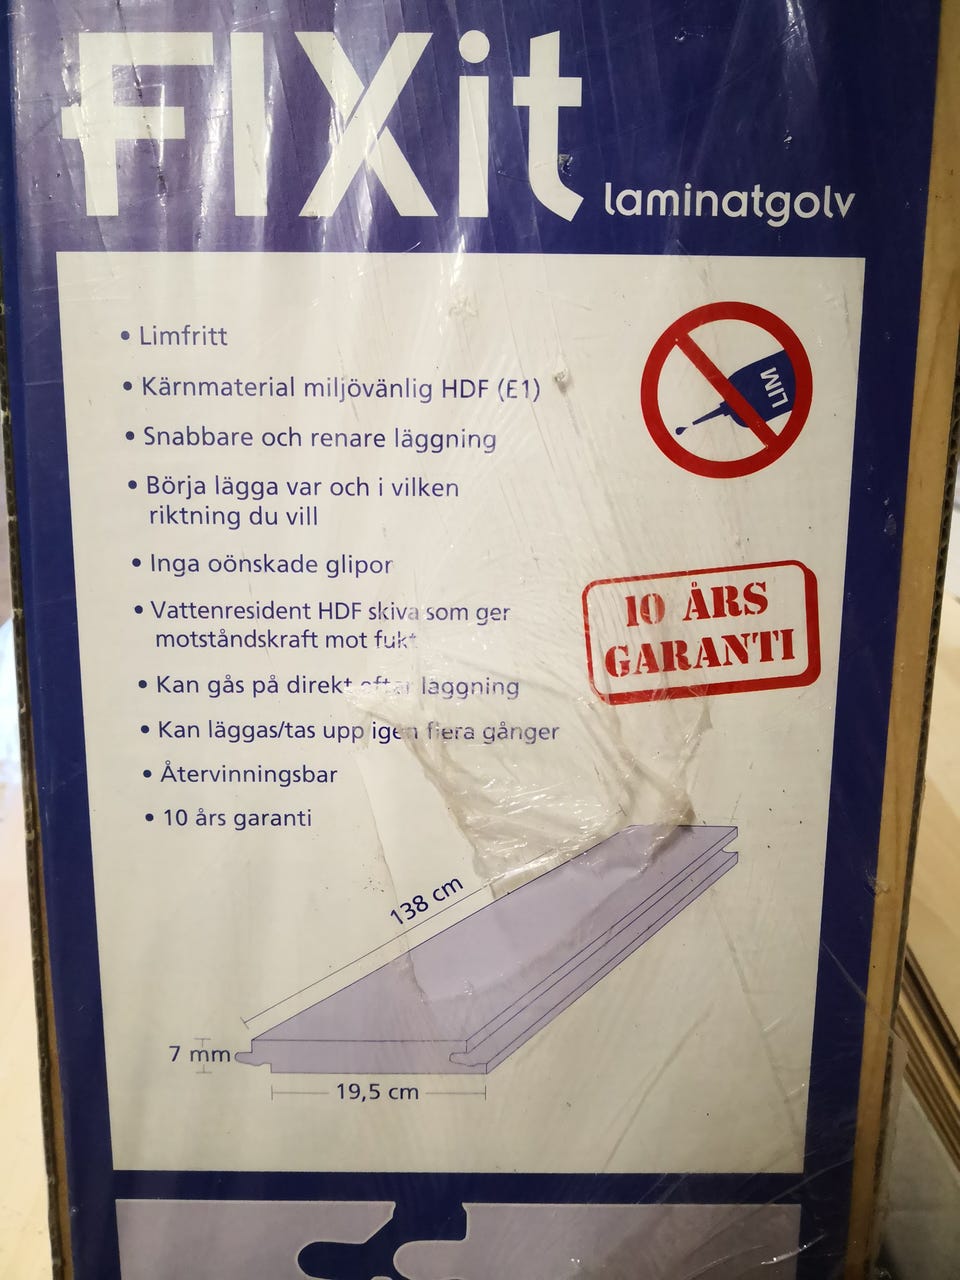 FIXit
laminatgolv
• Limfritt
• Kärnmaterial miljövänlig HDF (E1)
• Snabbare och renare läggning
• Börja lägga var och i vilken
riktning du vill
• Inga oönskade glipor
• Vattenresident HDF skiva som ger
motståndskraft mot fukt
• Kan gås på direkt efter läggning
• Kan läggas/tas upp igen flera gånger
• Återvinningsbar
• 10 års garanti
LIM
10 ÅRS
GARANTI
138 cm
7 mm
19,5 cm